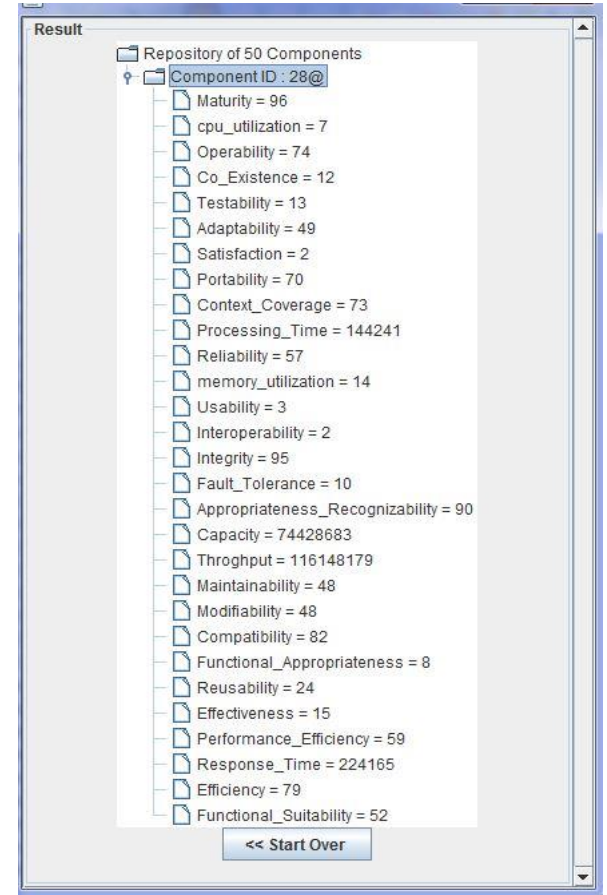 Result
Repository of 50 Components
Component ID : 28@
Maturity = 96
cpu_utilization = 7
Operability = 74
Co_Existence = 12
Testability = 13
Adaptability = 49
Satisfaction = 2
Portability = 70
Context_Coverage = 73
Processing_Time = 144241
Reliability = 57
memory_utilization = 14
Usability = 3
Interoperability = 2
Integrity = 95
Fault_Tolerance = 10
Appropriateness_Recognizability = 90
Capacity = 74428683
Throghput = 116148179
Maintainability = 48
Modifiability = 48
Compatibility = 82
Functional_Appropriateness = 8
Reusability = 24
Effectiveness = 15
Performance_Efficiency = 59
Response_Time = 224165
Efficiency = 79
Functional_Suitability = 52
<< Start Over